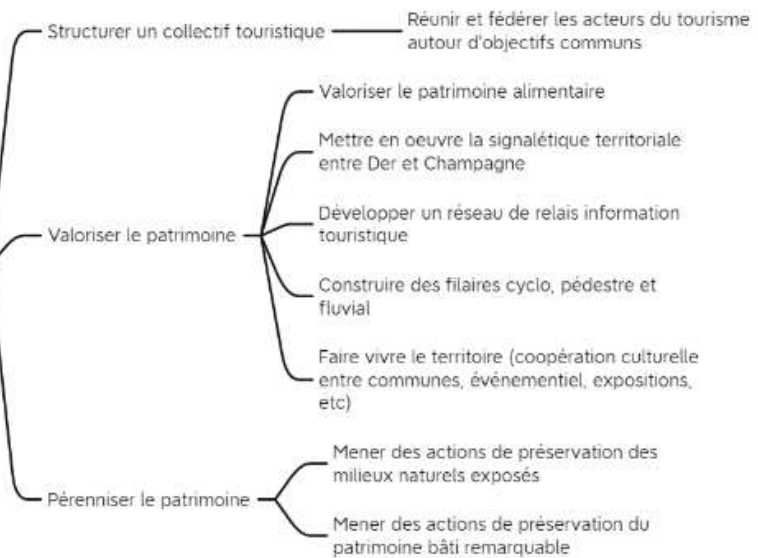 Structurer un collectif touristique
Réunir et fédérer les acteurs du tourisme
autour d'objectifs communs
Valoriser le patrimoine
Valoriser le patrimoine alimentaire
Mettre en oeuvre la signalétique territoriale
entre Der et Champagne
Développer un réseau de relais information
touristique
Construire des filaires cyclo, pédestre et
fluvial
Faire vivre le territoire (coopération culturelle
entre communes, événementiel, expositions,
etc)
Pérenniser le patrimoine
Mener des actions de préservation des
milieux naturels exposés
Mener des actions de préservation du
patrimoine bâti remarquable